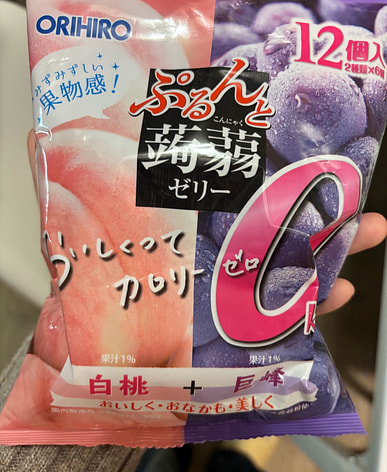 ORIHIRO
12個入
2種類×6個
みずみずしい
果物感!
ぷるんと
こんにゃく
蒟蒻
ゼリー
おいしくって
カロリーゼロ
果汁1% 果汁1%
白桃 + 巨峰
おいしく・おなかも・美しく